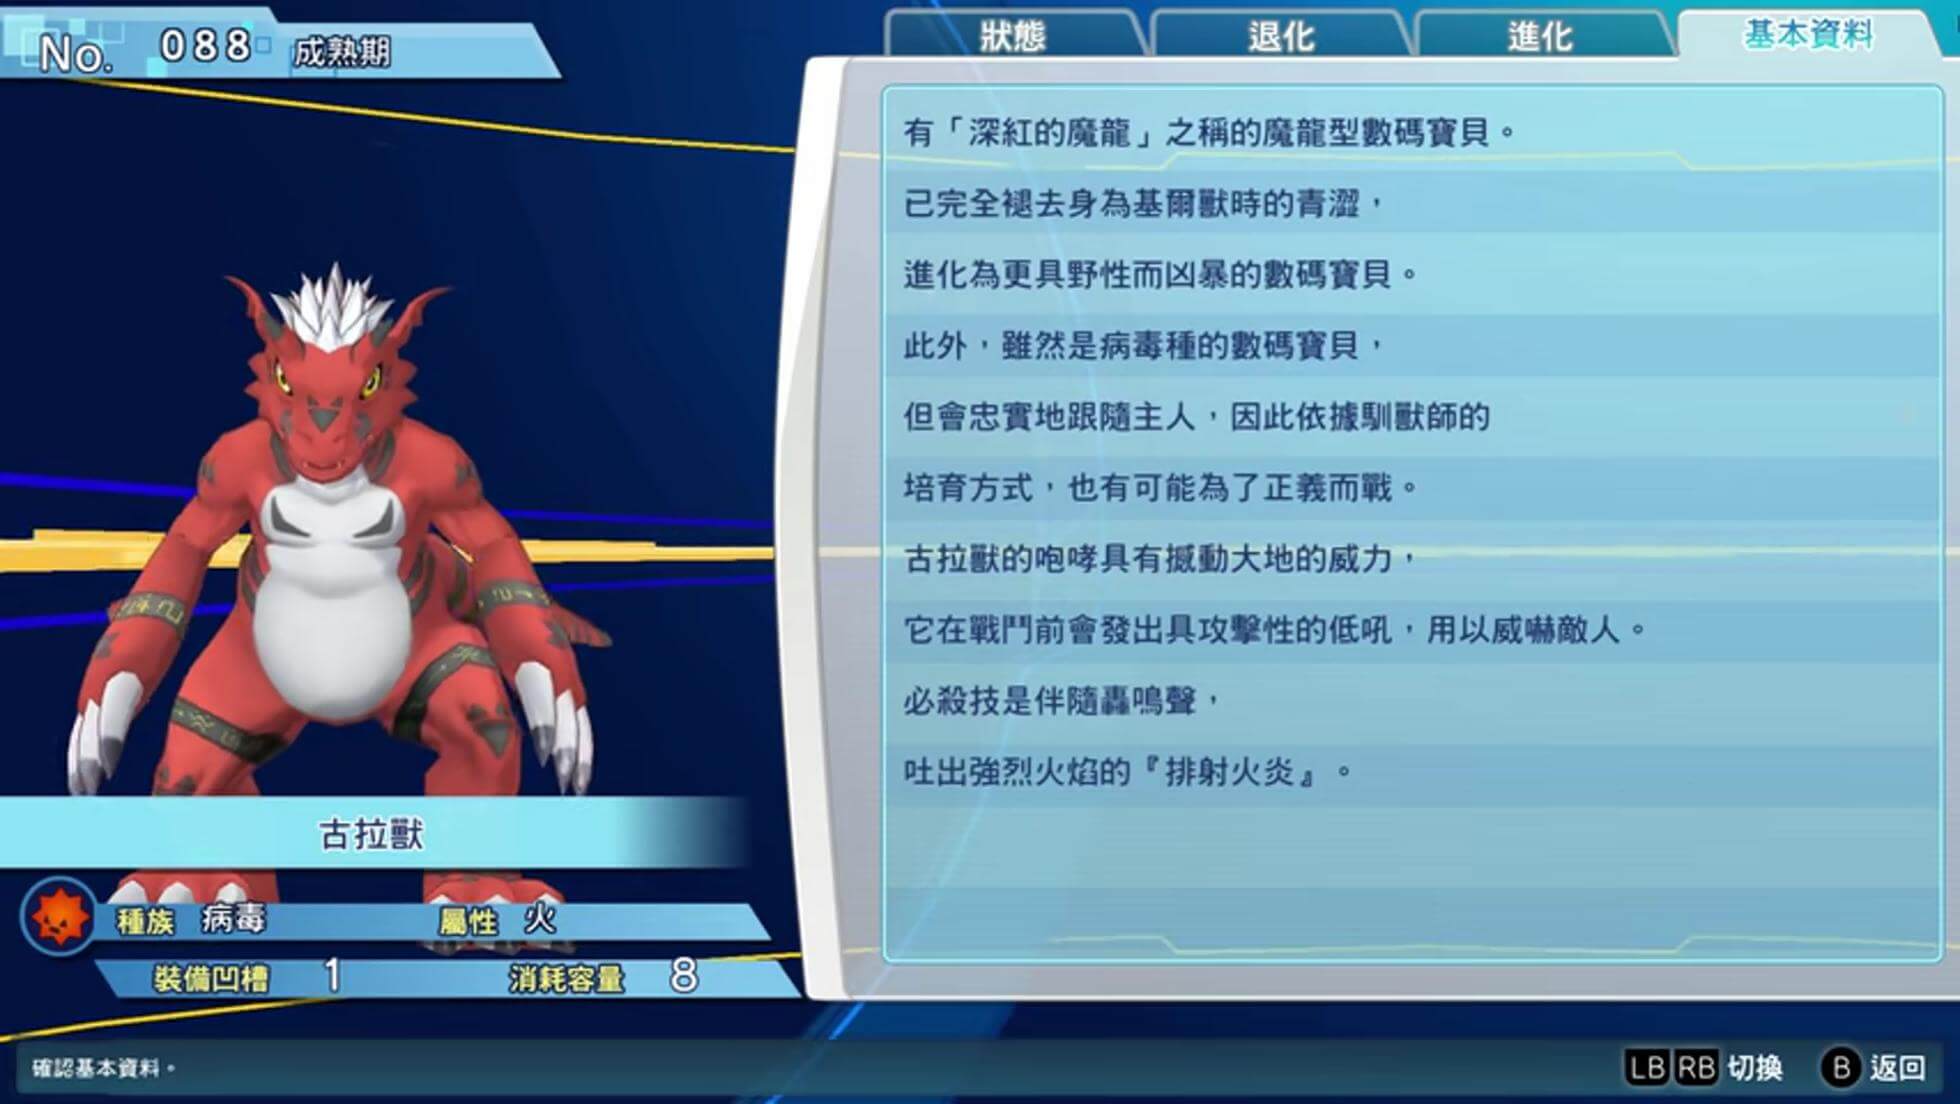 No. 088 成熟期
狀態 退化 進化 基本資料
有「深紅的魔龍」之稱的魔龍型數碼寶貝。
已完全褪去身為基爾獸時的青澀，
進化為更具野性而凶暴的數碼寶貝。
此外，雖然是病毒種的數碼寶貝，
但會忠實地跟隨主人，因此依據馴獸師的
培育方式，也有可能為了正義而戰。
古拉獸的咆哮具有撼動大地的威力，
它在戰鬥前會發出具攻擊性的低吼，用以威嚇敵人。
必殺技是伴隨轟鳴聲，
吐出強烈火焰的『排射火炎』。
古拉獸
種族 病毒 屬性 火
裝備凹槽 1 消耗容量 8
確認基本資料。
LB RB 切換 B 返回